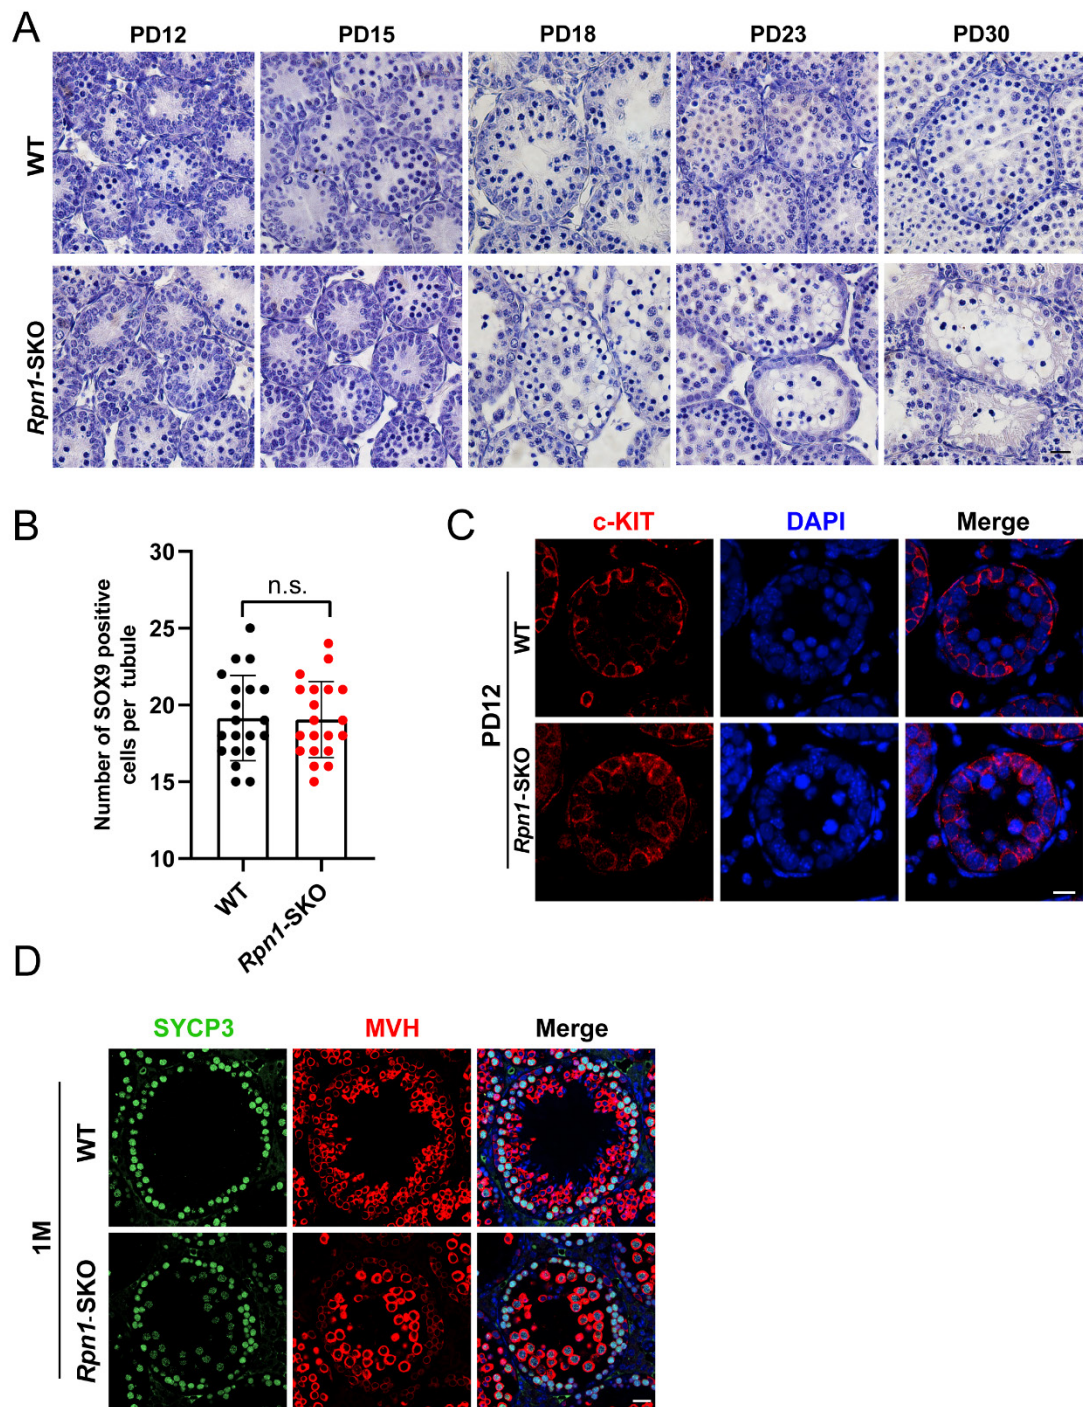 A
PD12 PD15 PD18 PD23 PD30
WT
Rpn1-SKO
B
Number of SOX9 positive
cells per tubule
30
25
20
15
10
n.s.
WT
Rpn1-SKO
C
c-KIT DAPI Merge
PD12
WT
Rpn1-SKO
D
SYCP3 MVH Merge
1M
WT
Rpn1-SKO